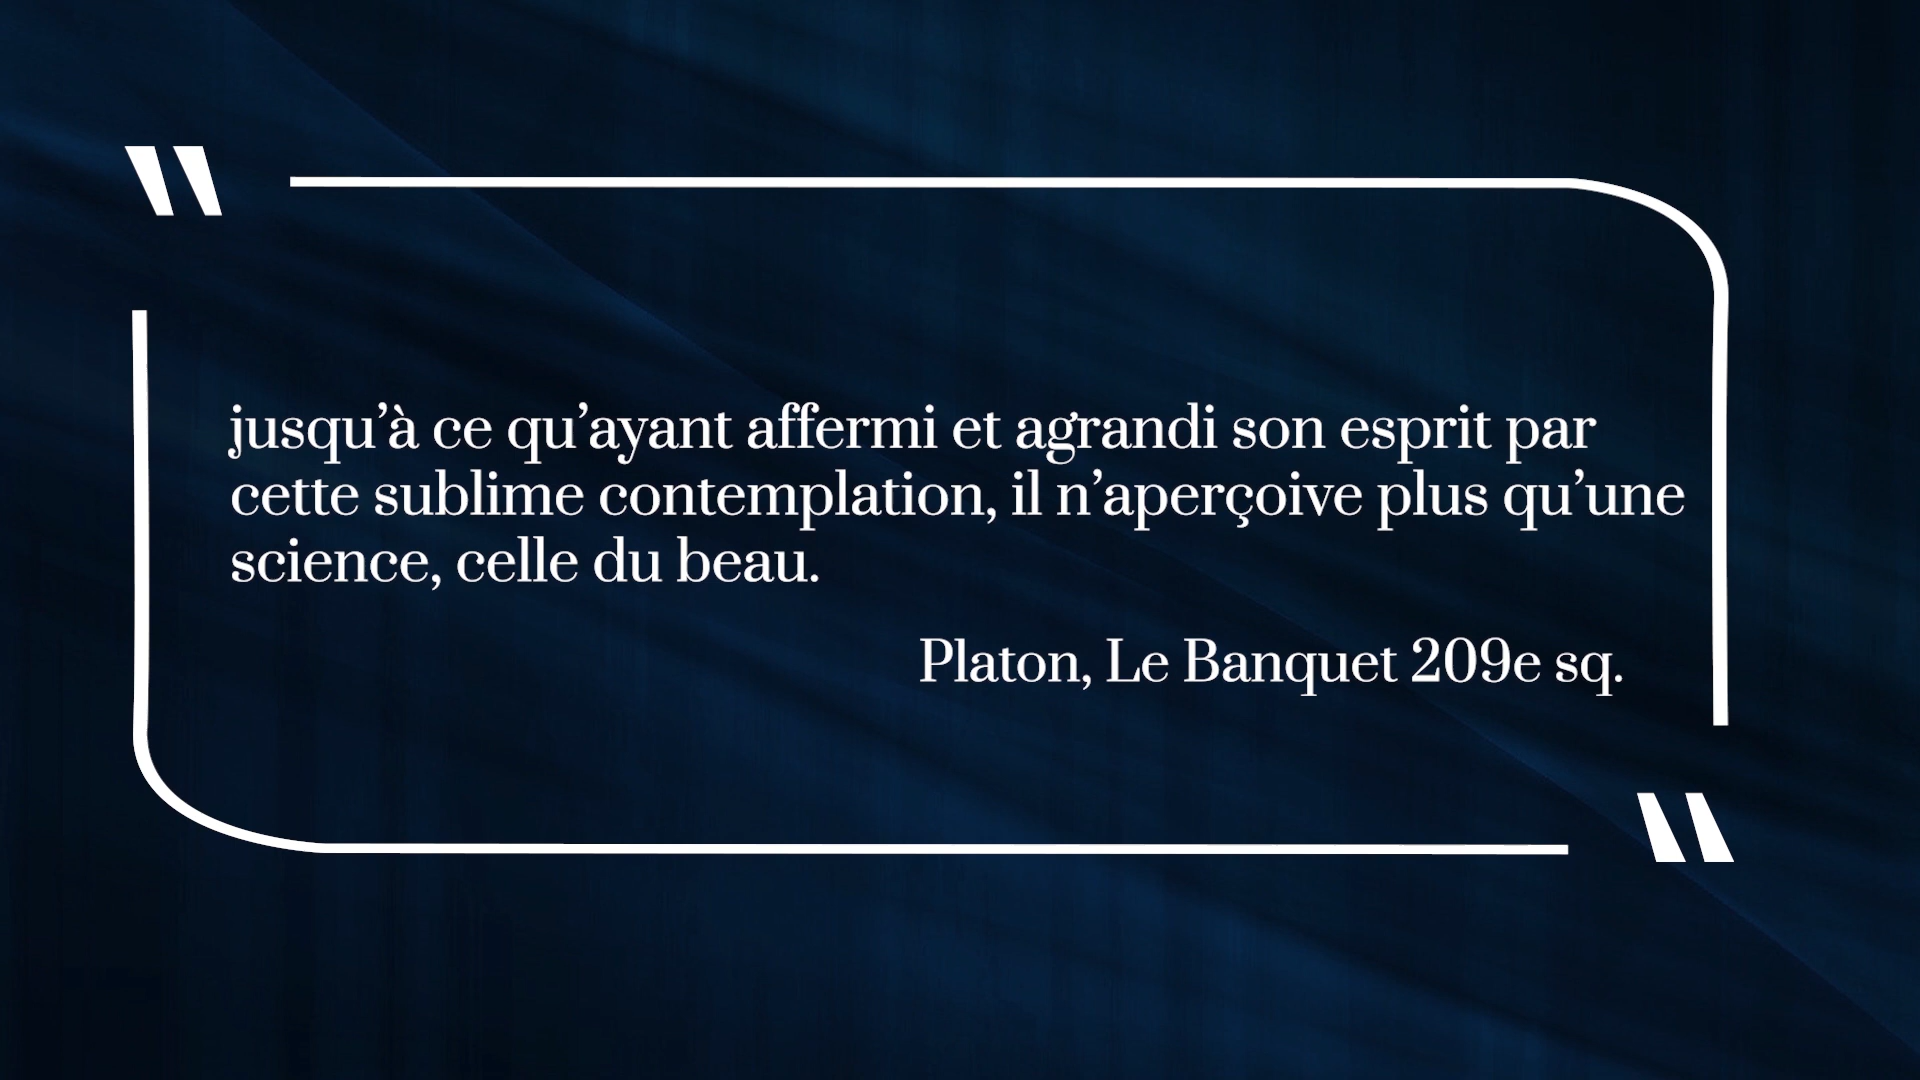 jusqu’à ce qu’ayant affermi et agrandi son esprit par
cette sublime contemplation, il n’aperçoive plus qu’une
science, celle du beau.
Platon, Le Banquet 209e sq.